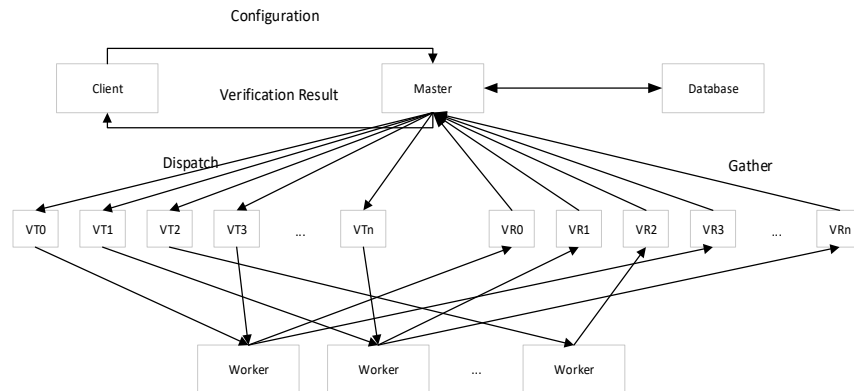 Configuration
Client
Master
Database
Verification Result
Dispatch
Gather
VT0
VT1
VT2
VT3
...
VTn
VR0
VR1
VR2
VR3
...
VRn
Worker
Worker
...
Worker